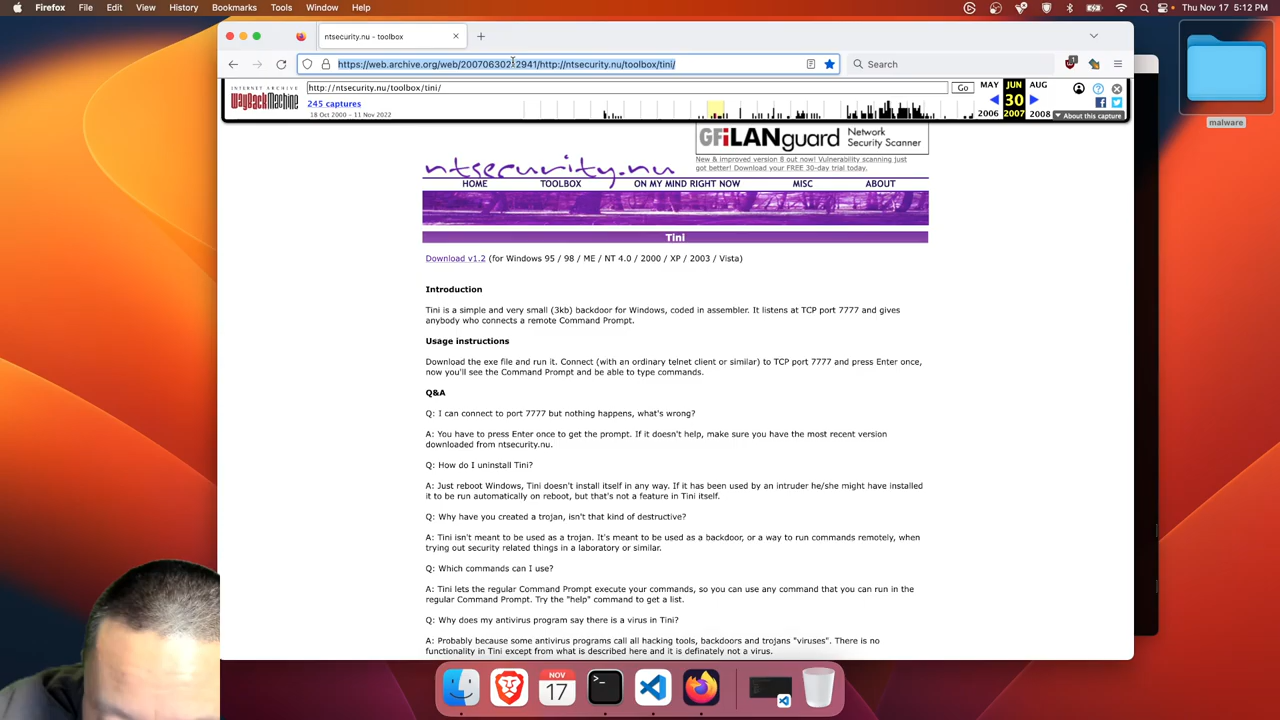 Firefox File Edit View History Bookmarks Tools Window Help
Thu Nov 17 5:12 PM
ntsecurity.nu - toolbox
Search
INTERNET ARCHIVE
WayBackMachine
http://ntsecurity.nu/toolbox/tini/
Go
MAY JUN AUG
245 captures
30
18 Oct 2000 – 11 Nov 2022
2006 2007 2008
About this capture
malware
GFiLANguard Network Security Scanner
New & improved version 8 out now! Vulnerability scanning just
got better! Download your FREE 30-day trial today.
ntsecurity.nu
HOME TOOLBOX ON MY MIND RIGHT NOW MISC ABOUT
Tini
Download v1.2 (for Windows 95 / 98 / ME / NT 4.0 / 2000 / XP / 2003 / Vista)
Introduction
Tini is a simple and very small (3kb) backdoor for Windows, coded in assembler. It listens at TCP port 7777 and gives
anybody who connects a remote Command Prompt.
Usage instructions
Download the exe file and run it. Connect (with an ordinary telnet client or similar) to TCP port 7777 and press Enter once,
now you'll see the Command Prompt and be able to type commands.
Q&A
Q: I can connect to port 7777 but nothing happens, what's wrong?
A: You have to press Enter once to get the prompt. If it doesn't help, make sure you have the most recent version
downloaded from ntsecurity.nu.
Q: How do I uninstall Tini?
A: Just reboot Windows, Tini doesn't install itself in any way. If it has been used by an intruder he/she might have installed
it to be run automatically on reboot, but that's not a feature in Tini itself.
Q: Why have you created a trojan, isn't that kind of destructive?
A: Tini isn't meant to be used as a trojan. It's meant to be used as a backdoor, or a way to run commands remotely, when
trying out security related things in a laboratory or similar.
Q: Which commands can I use?
A: Tini lets the regular Command Prompt execute your commands, so you can use any command that you can run in the
regular Command Prompt. Try the "help" command to get a list.
Q: Why does my antivirus program say there is a virus in Tini?
A: Probably because some antivirus programs call all hacking tools, backdoors and trojans "viruses". There is no
functionality in Tini except from what is described here and it is definately not a virus.
NOV
17